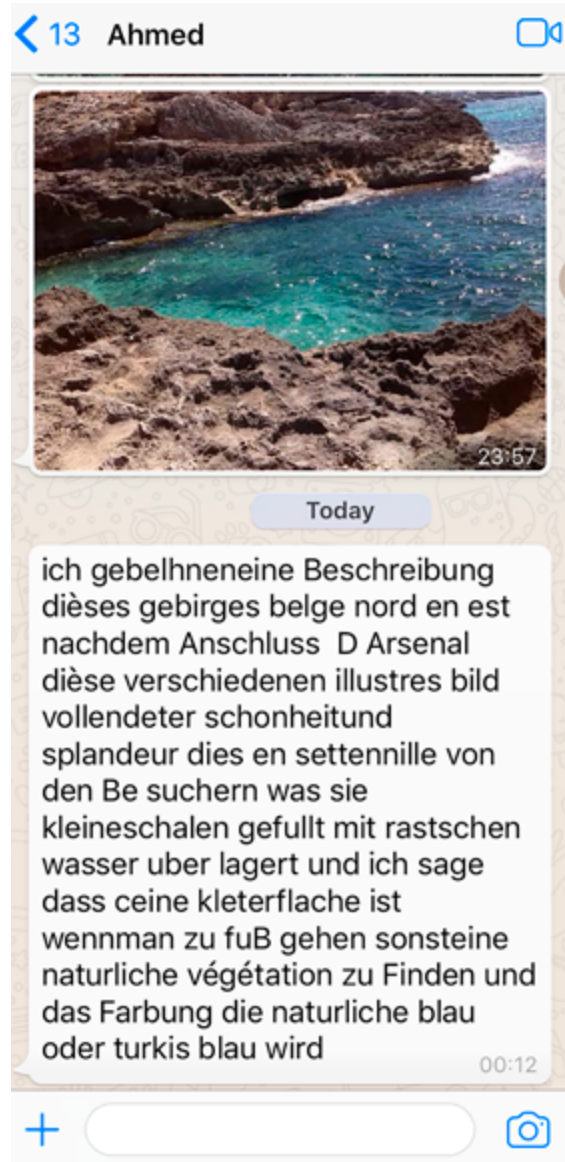 13 Ahmed
23:57
Today
ich gebelhneneine Beschreibung
dièses gebirges belge nord en est
nachdem Anschluss  D Arsenal
dièse verschiedenen illustres bild
vollendeter schonheitund
splandeur dies en settennille von
den Be suchern was sie
kleineschalen gefullt mit rastschen
wasser uber lagert und ich sage
dass ceine kleterflache ist
wennman zu fuB gehen sonsteine
naturliche végétation zu Finden und
das Farbung die naturliche blau
oder turkis blau wird
00:12